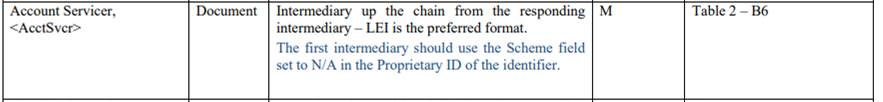 Account Servicer,
<AcctSvcr>
Document
Intermediary up the chain from the responding
intermediary – LEI is the preferred format.
The first intermediary should use the Scheme field
set to N/A in the Proprietary ID of the identifier.
M
Table 2 – B6